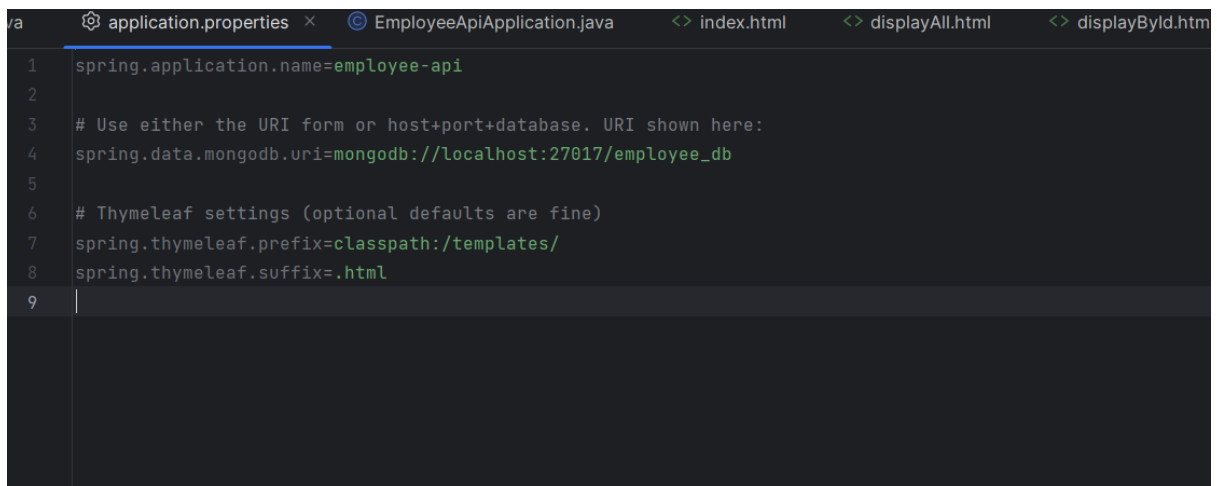 va application.properties × EmployeeApiApplication.java <> index.html <> displayAll.html <> displayById.htm
1 spring.application.name=employee-api
2
3 # Use either the URI form or host+port+database. URI shown here:
4 spring.data.mongodb.uri=mongodb://localhost:27017/employee_db
5
6 # Thymeleaf settings (optional defaults are fine)
7 spring.thymeleaf.prefix=classpath:/templates/
8 spring.thymeleaf.suffix=.html
9